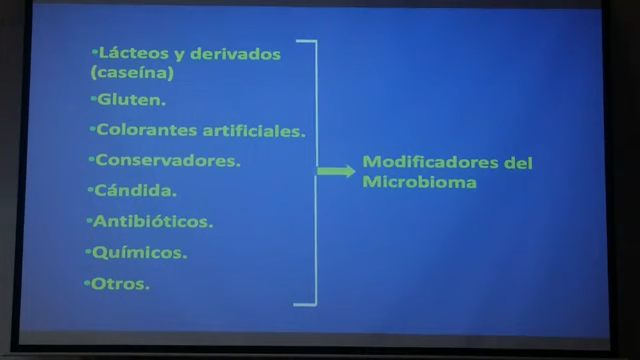 •Lácteos y derivados
(caseína)
•Gluten.
•Colorantes artificiales.
•Conservadores.
•Cándida.
•Antibióticos.
•Químicos.
•Otros.
Modificadores del
Microbioma